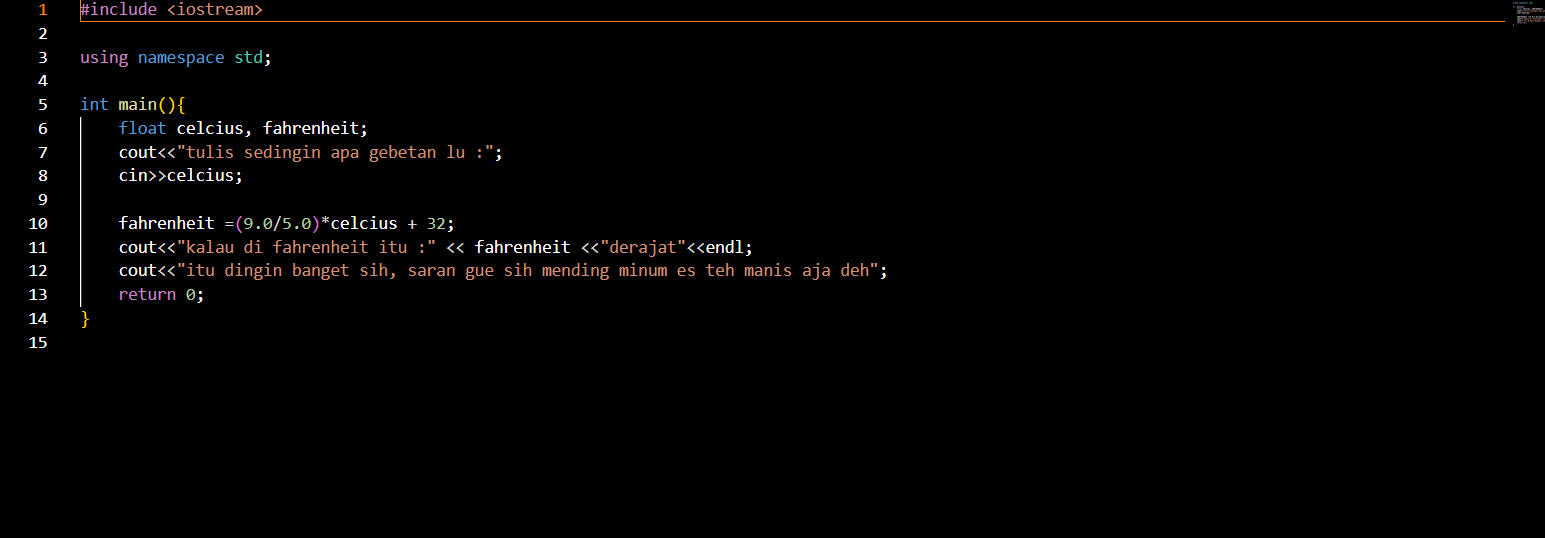 1 #include <iostream>
2
3 using namespace std;
4
5 int main(){
6     float celcius, fahrenheit;
7     cout<<"tulis sedingin apa gebetan lu :";
8     cin>>celcius;
9
10     fahrenheit =(9.0/5.0)*celcius + 32;
11     cout<<"kalau di fahrenheit itu :" << fahrenheit <<"derajat"<<endl;
12     cout<<"itu dingin banget sih, saran gue sih mending minum es teh manis aja deh";
13     return 0;
14 }
15